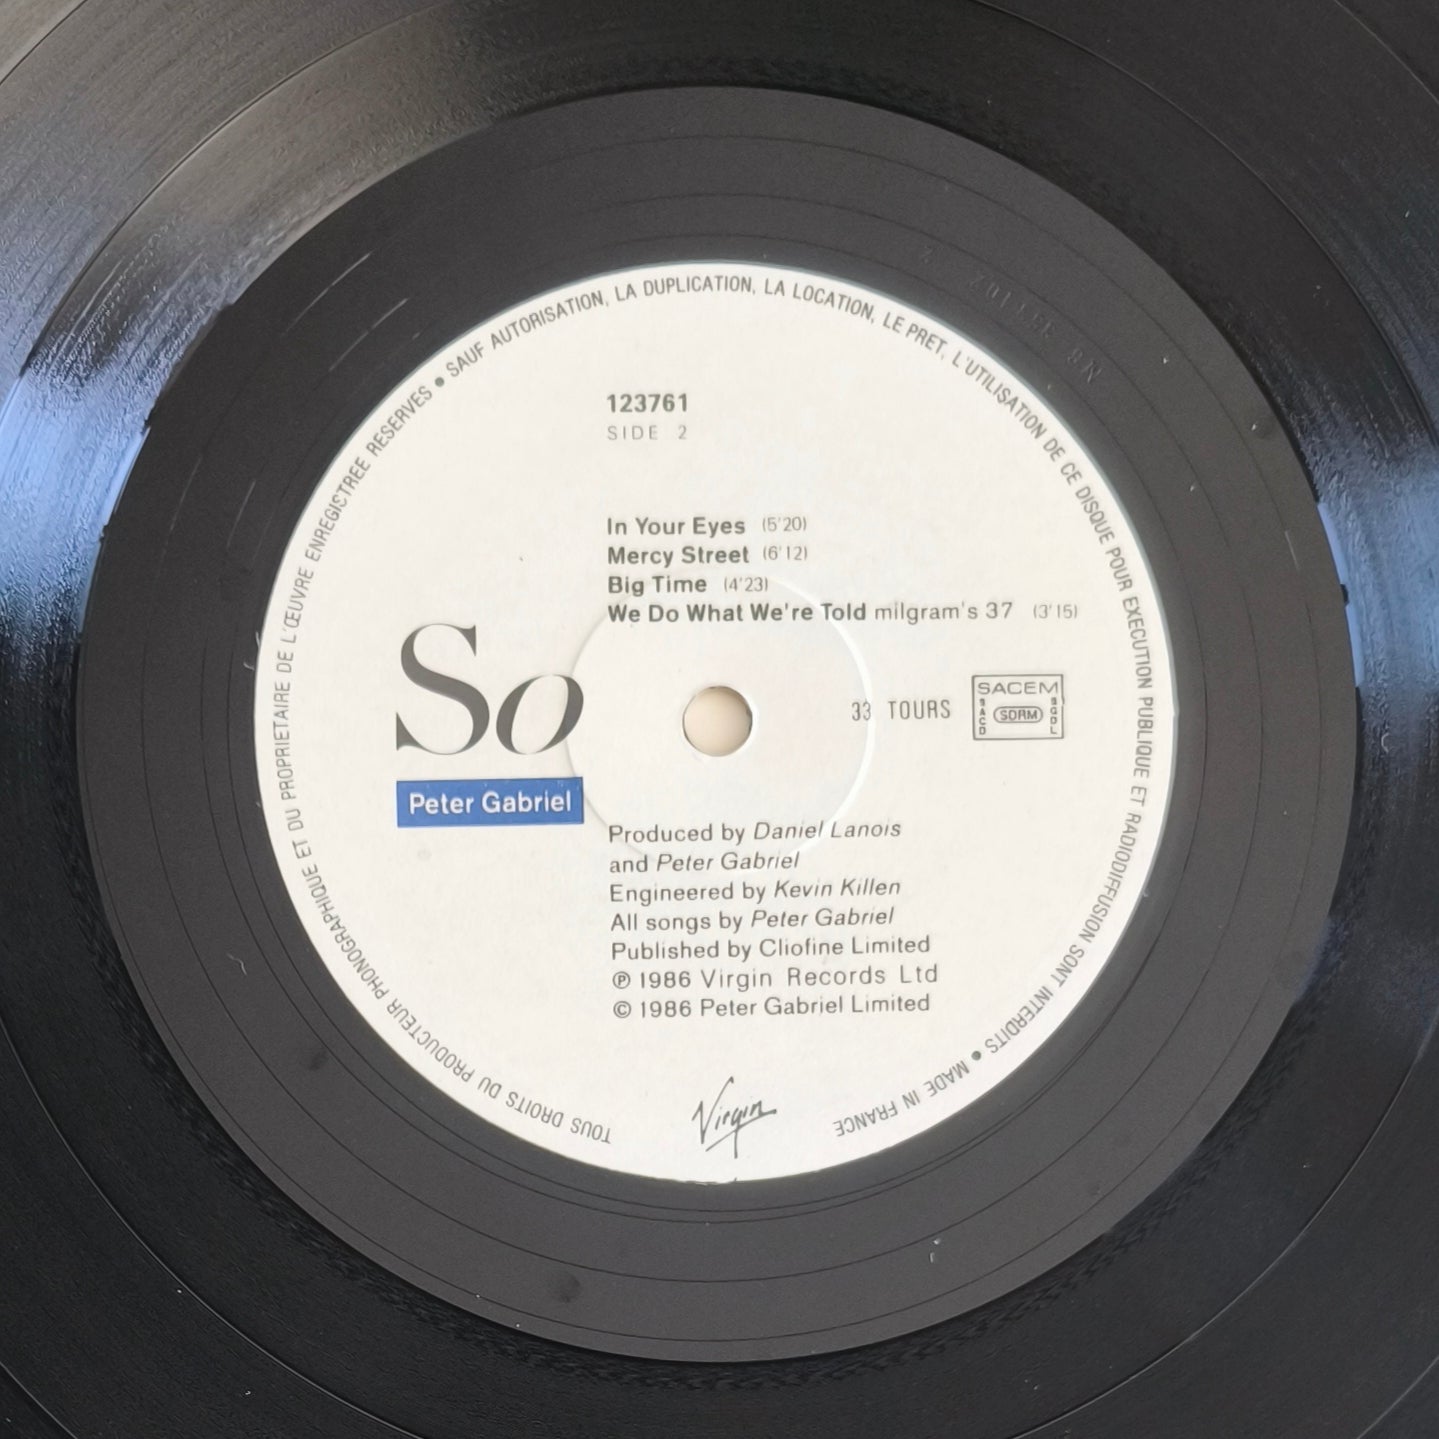 TOUS DROITS DU PRODUCTEUR PHONOGRAPHIQUE ET DU PROPRIETAIRE DE L'ŒUVRE ENREGISTREE RESERVES • SAUF AUTORISATION, LA DUPLICATION, LA LOCATION, LE PRET, L'UTILISATION DE CE DISQUE POUR EXECUTION PUBLIQUE ET RADIODIFFUSION SONT INTERDITS • MADE IN FRANCE
123761
SIDE 2
In Your Eyes (5'20)
Mercy Street (6'12)
Big Time (4'23)
We Do What We're Told milgram's 37 (3'15)
So
Peter Gabriel
33 TOURS
SACEM
SACD
SDRM
SGDL
Produced by Daniel Lanois
and Peter Gabriel
Engineered by Kevin Killen
All songs by Peter Gabriel
Published by Cliofine Limited
℗ 1986 Virgin Records Ltd
© 1986 Peter Gabriel Limited
Virgin